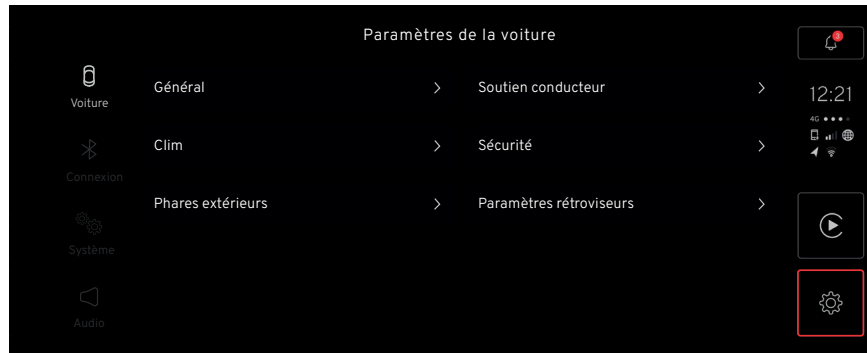 Paramètres de la voiture
3
Voiture
Général
Soutien conducteur
12:21
4G
Connexion
Clim
Sécurité
Système
Phares extérieurs
Paramètres rétroviseurs
Audio